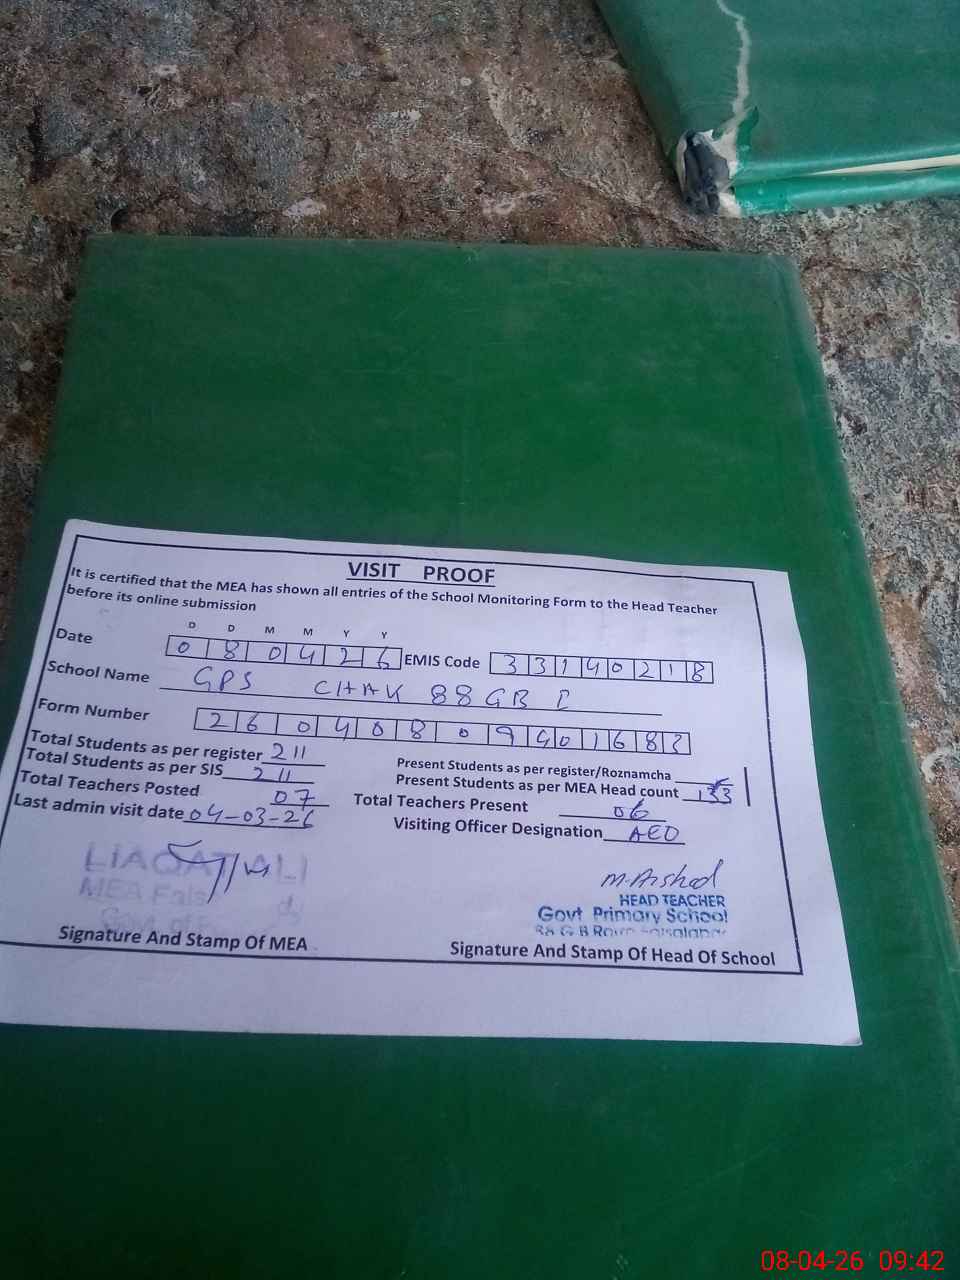 VISIT PROOF
It is certified that the MEA has shown all entries of the School Monitoring Form to the Head Teacher
before its online submission
D D M M Y Y
Date 0 8 0 4 2 6 EMIS Code 3 3 1 4 0 2 1 8
School Name GPS CHAK 88 GB
Form Number 2 6 0 4 0 8 0 9 4 0 1 6 8
Total Students as per register 211
Total Students as per SIS 211
Total Teachers Posted 07
Last admin visit date 04-03-26
Present Students as per register/Roznamcha
Present Students as per MEA Head count 133
Total Teachers Present 06
Visiting Officer Designation AEO
LIAQAT ALI
MEA
Signature And Stamp Of MEA
M. Arshad
HEAD TEACHER
Govt Primary School
88 G B
Signature And Stamp Of Head Of School
08-04-26 09:42